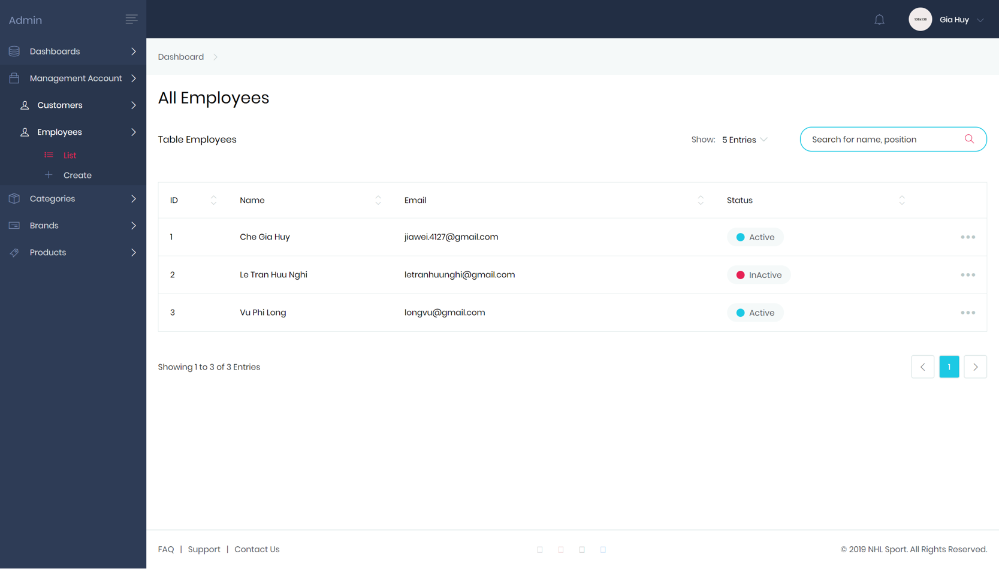 Admin
Gia Huy
136x136
Dashboards
Management Account
Customers
Employees
List
Create
Categories
Brands
Products
Dashboard
All Employees
Table Employees
Show: 5 Entries
Search for name, position
ID Name Email Status
1 Che Gia Huy jiawei.4127@gmail.com Active
2 Le Tran Huu Nghi letranhuunghi@gmail.com InActive
3 Vu Phi Long longvu@gmail.com Active
Showing 1 to 3 of 3 Entries
1
FAQ | Support | Contact Us
© 2019 NHL Sport. All Rights Reserved.